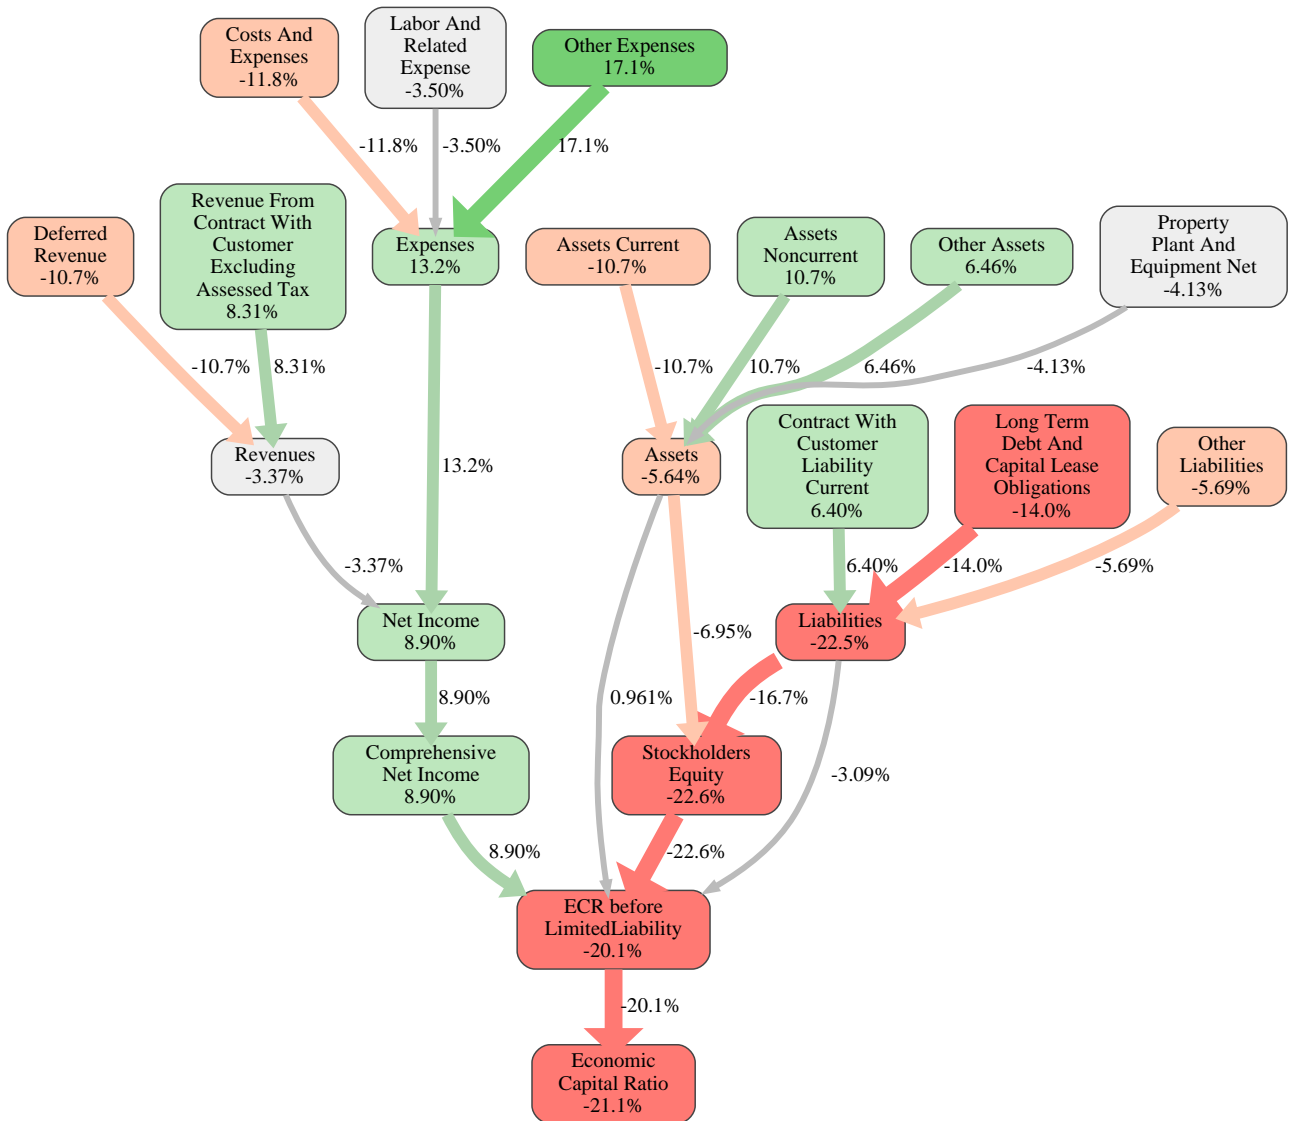 Costs And
Expenses
-11.8%
Labor And
Related
Expense
-3.50%
Other Expenses
17.1%
-11.8%
-3.50%
17.1%
Deferred
Revenue
-10.7%
Revenue From
Contract With
Customer
Excluding
Assessed Tax
8.31%
Expenses
13.2%
Assets Current
-10.7%
Assets
Noncurrent
10.7%
Other Assets
6.46%
Property
Plant And
Equipment Net
-4.13%
-10.7%
8.31%
-10.7%
10.7%
6.46%
-4.13%
Revenues
-3.37%
13.2%
Assets
-5.64%
Contract With
Customer
Liability
Current
6.40%
Long Term
Debt And
Capital Lease
Obligations
-14.0%
Other
Liabilities
-5.69%
-3.37%
6.40%
-14.0%
-5.69%
Net Income
8.90%
-6.95%
Liabilities
-22.5%
8.90%
0.961%
-16.7%
Comprehensive
Net Income
8.90%
Stockholders
Equity
-22.6%
-3.09%
8.90%
-22.6%
ECR before
LimitedLiability
-20.1%
-20.1%
Economic
Capital Ratio
-21.1%